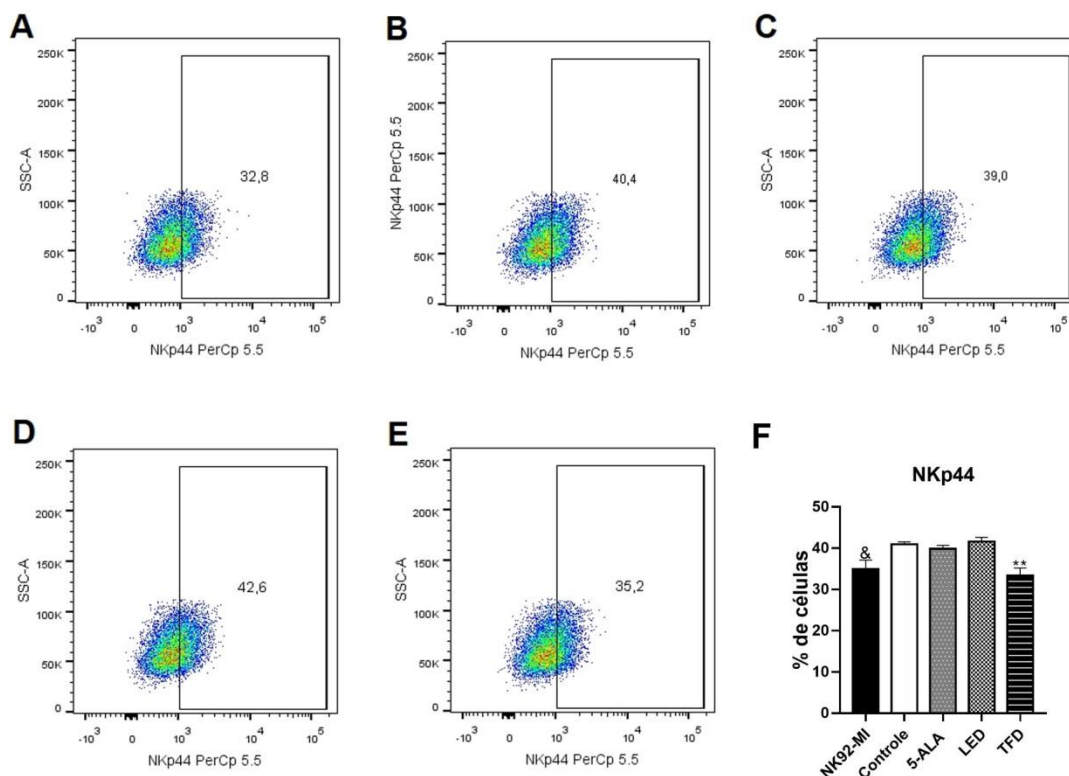 A
250K
200K
150K
100K
50K
0
SSC-A
32,8
-10³ 0 10³ 10⁴ 10⁵
NKp44 PerCp 5.5
B
250K
200K
150K
100K
50K
0
NKp44 PerCp 5.5
40,4
-10³ 0 10³ 10⁴ 10⁵
NKp44 PerCp 5.5
C
250K
200K
150K
100K
50K
0
SSC-A
39,0
-10³ 0 10³ 10⁴ 10⁵
NKp44 PerCp 5.5
D
250K
200K
150K
100K
50K
0
SSC-A
42,6
-10³ 0 10³ 10⁴ 10⁵
NKp44 PerCp 5.5
E
250K
200K
150K
100K
50K
0
SSC-A
35,2
-10³ 0 10³ 10⁴ 10⁵
NKp44 PerCp 5.5
F
NKp44
50
40
30
20
10
0
% de células
&
**
NK92-MI
Controle
5-ALA
LED
TFD